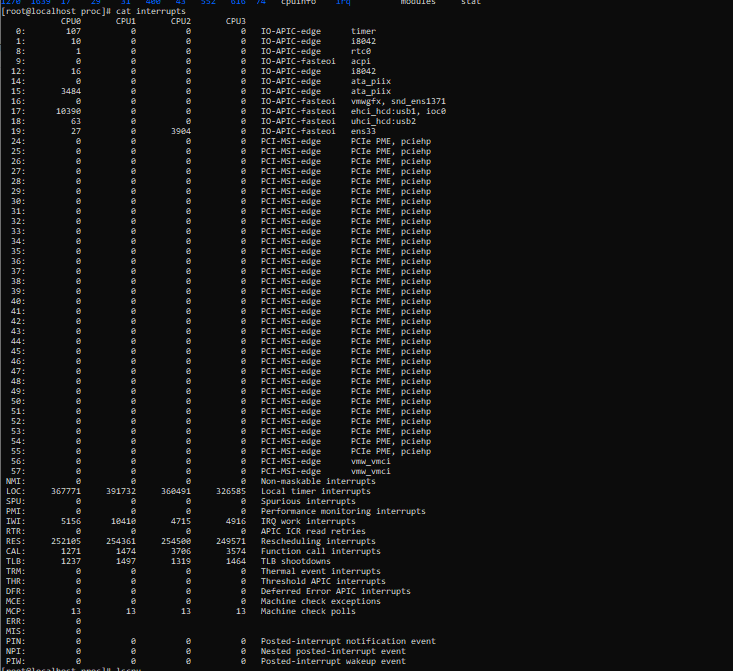 cpuinfo irq modules stat
[root@localhost proc]# cat interrupts
CPU0 CPU1 CPU2 CPU3
0: 107 0 0 0 IO-APIC-edge timer
1: 10 0 0 0 IO-APIC-edge i8042
8: 1 0 0 0 IO-APIC-edge rtc0
9: 0 0 0 0 IO-APIC-fasteoi acpi
12: 16 0 0 0 IO-APIC-edge i8042
14: 0 0 0 0 IO-APIC-edge ata_piix
15: 3484 0 0 0 IO-APIC-edge ata_piix
16: 0 0 0 0 IO-APIC-fasteoi vmwgfx, snd_ens1371
17: 10390 0 0 0 IO-APIC-fasteoi ehci_hcd:usb1, ioc0
18: 63 0 0 0 IO-APIC-fasteoi uhci_hcd:usb2
19: 27 0 3904 0 IO-APIC-fasteoi ens33
24: 0 0 0 0 PCI-MSI-edge PCIe PME, pciehp
25: 0 0 0 0 PCI-MSI-edge PCIe PME, pciehp
26: 0 0 0 0 PCI-MSI-edge PCIe PME, pciehp
27: 0 0 0 0 PCI-MSI-edge PCIe PME, pciehp
28: 0 0 0 0 PCI-MSI-edge PCIe PME, pciehp
29: 0 0 0 0 PCI-MSI-edge PCIe PME, pciehp
30: 0 0 0 0 PCI-MSI-edge PCIe PME, pciehp
31: 0 0 0 0 PCI-MSI-edge PCIe PME, pciehp
32: 0 0 0 0 PCI-MSI-edge PCIe PME, pciehp
33: 0 0 0 0 PCI-MSI-edge PCIe PME, pciehp
34: 0 0 0 0 PCI-MSI-edge PCIe PME, pciehp
35: 0 0 0 0 PCI-MSI-edge PCIe PME, pciehp
36: 0 0 0 0 PCI-MSI-edge PCIe PME, pciehp
37: 0 0 0 0 PCI-MSI-edge PCIe PME, pciehp
38: 0 0 0 0 PCI-MSI-edge PCIe PME, pciehp
39: 0 0 0 0 PCI-MSI-edge PCIe PME, pciehp
40: 0 0 0 0 PCI-MSI-edge PCIe PME, pciehp
41: 0 0 0 0 PCI-MSI-edge PCIe PME, pciehp
42: 0 0 0 0 PCI-MSI-edge PCIe PME, pciehp
43: 0 0 0 0 PCI-MSI-edge PCIe PME, pciehp
44: 0 0 0 0 PCI-MSI-edge PCIe PME, pciehp
45: 0 0 0 0 PCI-MSI-edge PCIe PME, pciehp
46: 0 0 0 0 PCI-MSI-edge PCIe PME, pciehp
47: 0 0 0 0 PCI-MSI-edge PCIe PME, pciehp
48: 0 0 0 0 PCI-MSI-edge PCIe PME, pciehp
49: 0 0 0 0 PCI-MSI-edge PCIe PME, pciehp
50: 0 0 0 0 PCI-MSI-edge PCIe PME, pciehp
51: 0 0 0 0 PCI-MSI-edge PCIe PME, pciehp
52: 0 0 0 0 PCI-MSI-edge PCIe PME, pciehp
53: 0 0 0 0 PCI-MSI-edge PCIe PME, pciehp
54: 0 0 0 0 PCI-MSI-edge PCIe PME, pciehp
55: 0 0 0 0 PCI-MSI-edge PCIe PME, pciehp
56: 0 0 0 0 PCI-MSI-edge vmw_vmci
57: 0 0 0 0 PCI-MSI-edge vmw_vmci
NMI: 0 0 0 0 Non-maskable interrupts
LOC: 367771 391732 360491 326585 Local timer interrupts
SPU: 0 0 0 0 Spurious interrupts
PMI: 0 0 0 0 Performance monitoring interrupts
IWI: 5156 10410 4715 4916 IRQ work interrupts
RTR: 0 0 0 0 APIC ICR read retries
RES: 252105 254361 254500 249571 Rescheduling interrupts
CAL: 1271 1474 3706 3574 Function call interrupts
TLB: 1237 1497 1319 1464 TLB shootdowns
TRM: 0 0 0 0 Thermal event interrupts
THR: 0 0 0 0 Threshold APIC interrupts
DFR: 0 0 0 0 Deferred Error APIC interrupts
MCE: 0 0 0 0 Machine check exceptions
MCP: 13 13 13 13 Machine check polls
ERR: 0
MIS: 0
PIN: 0 0 0 0 Posted-interrupt notification event
NPI: 0 0 0 0 Nested posted-interrupt event
PIW: 0 0 0 0 Posted-interrupt wakeup event
[root@localhost proc]# lscpu